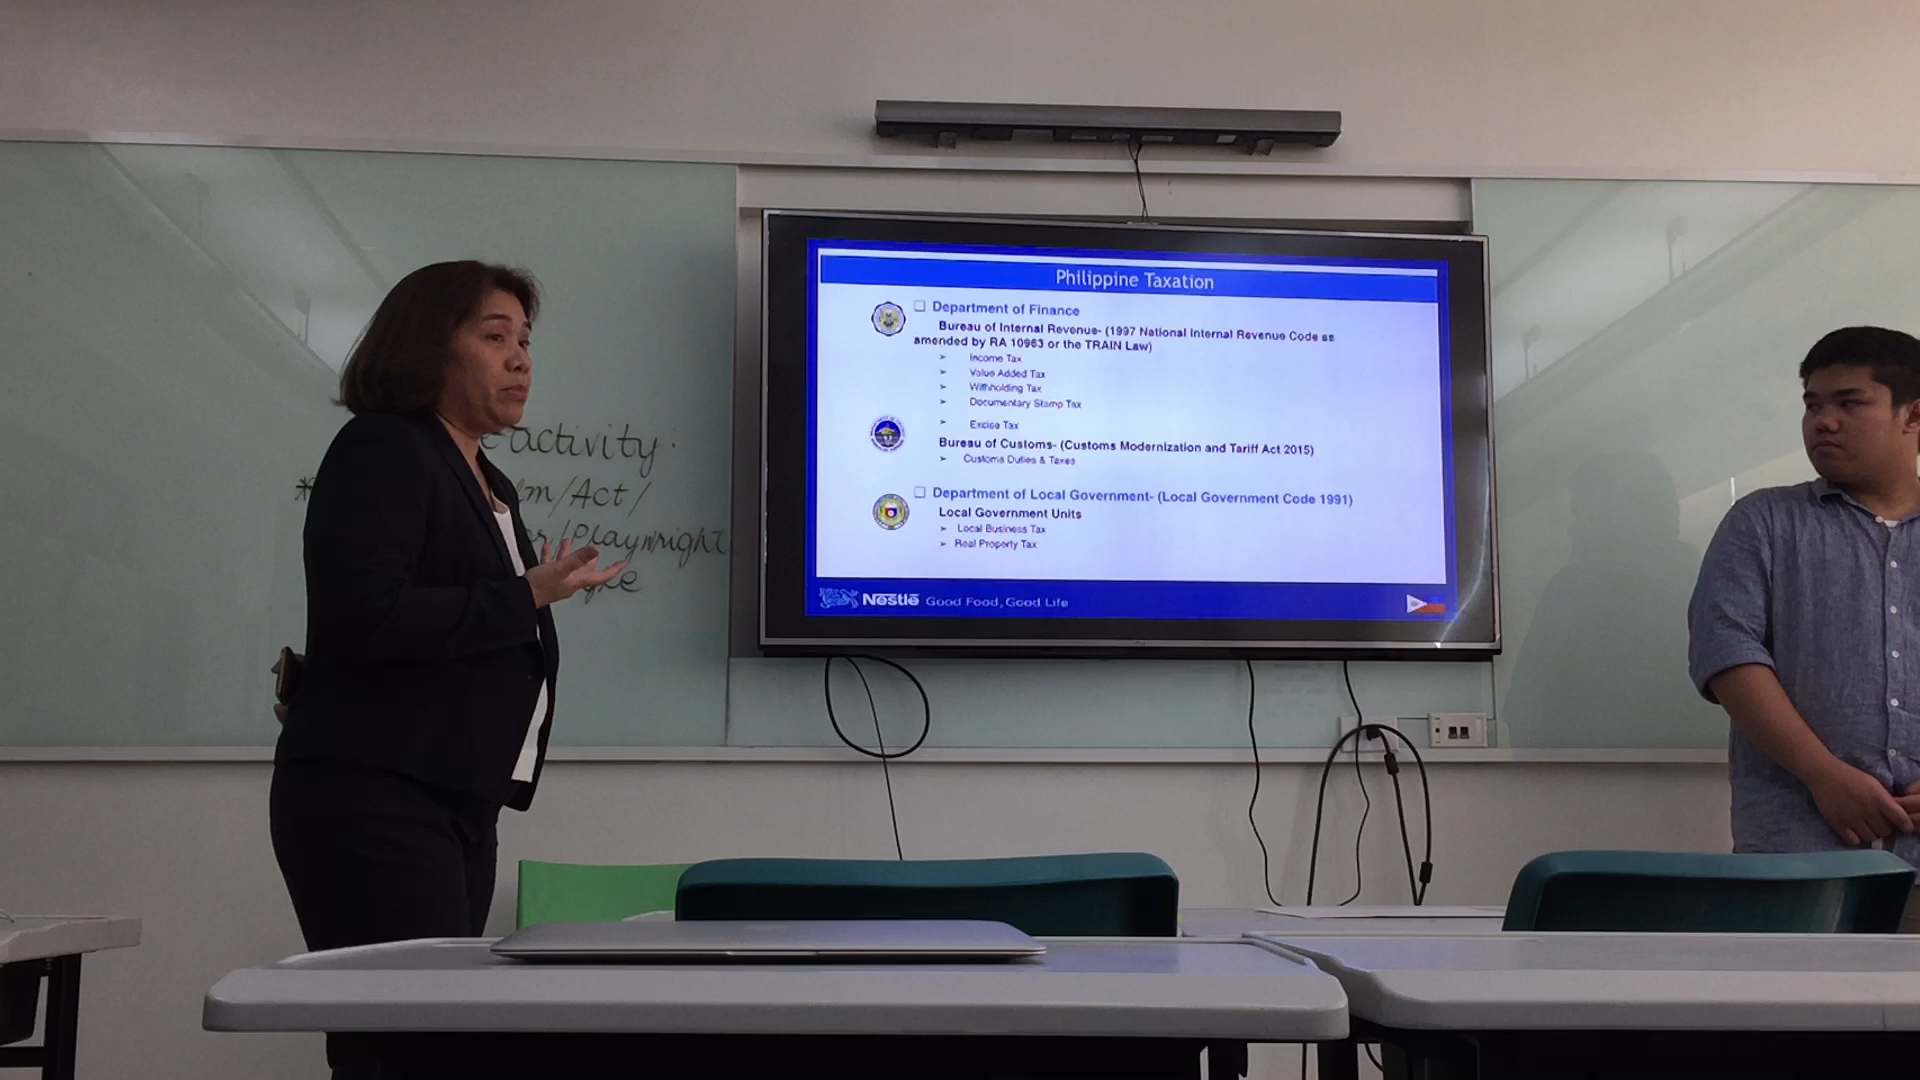 Philippine Taxation
Department of Finance
Bureau of Internal Revenue- (1997 National Internal Revenue Code as
amended by RA 10963 or the TRAIN Law)
Income Tax
Value Added Tax
Withholding Tax
Documentary Stamp Tax
Excise Tax
Bureau of Customs- (Customs Modernization and Tariff Act 2015)
Customs Duties & Taxes
Department of Local Government- (Local Government Code 1991)
Local Government Units
Local Business Tax
Real Property Tax
Nestlé Good Food, Good Life
activity:
/Act/
/Playwright